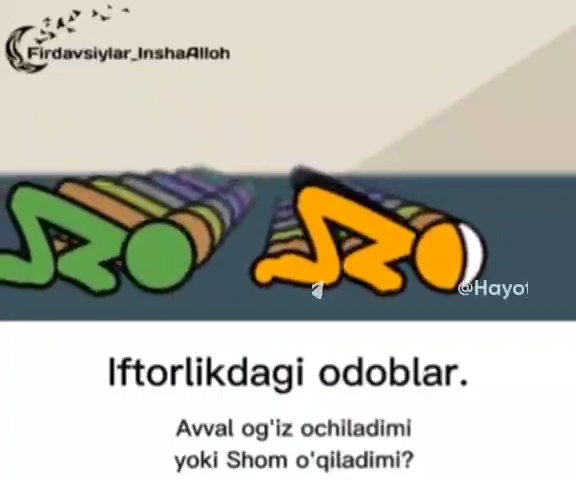 Firdavsiylar_InshaAlloh
Iftorlikdagi odoblar.
Avval og'iz ochiladimi
yoki Shom o'qiladimi?